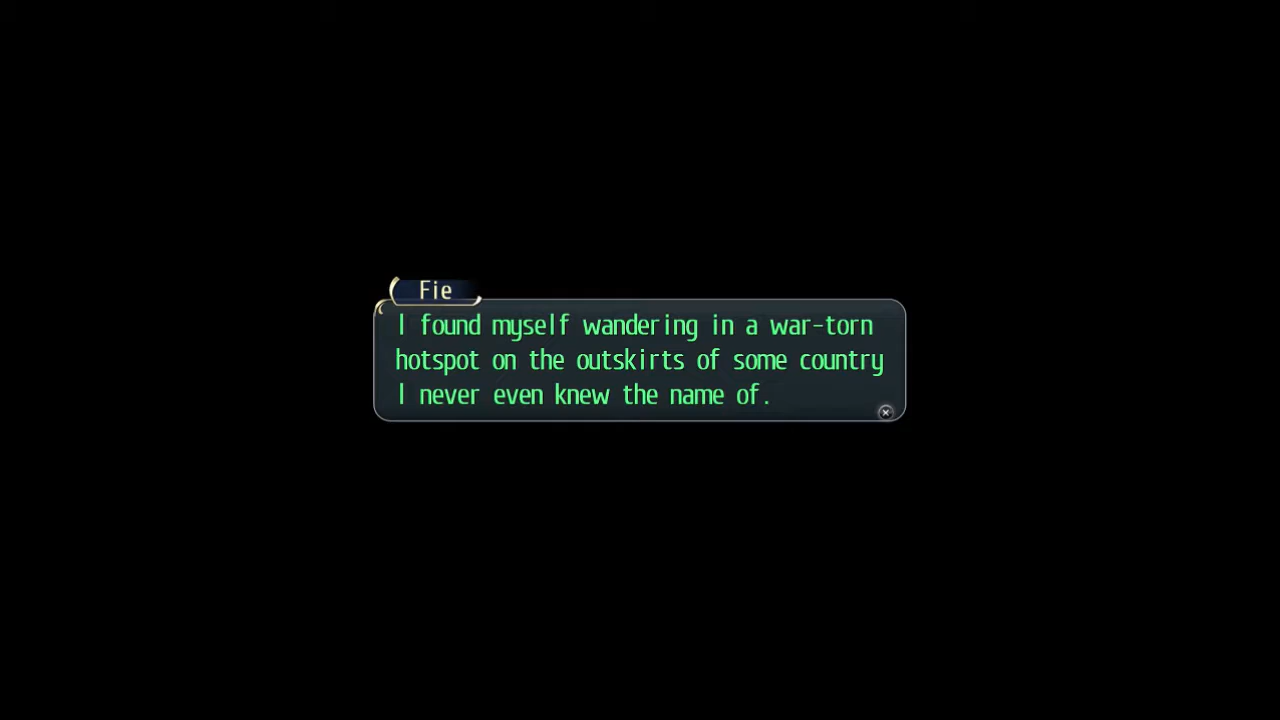 Fie
I found myself wandering in a war-torn
hotspot on the outskirts of some country
I never even knew the name of.